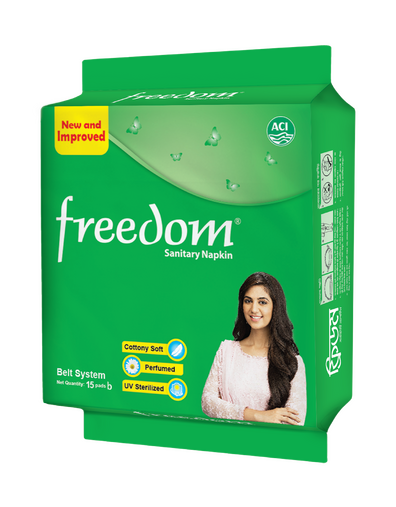 freedom
New and
Improved
ACI
freedom®
Sanitary Napkin
Cottony Soft
Perfumed
UV Sterilized
Belt System
Net Quantity: 15 pads